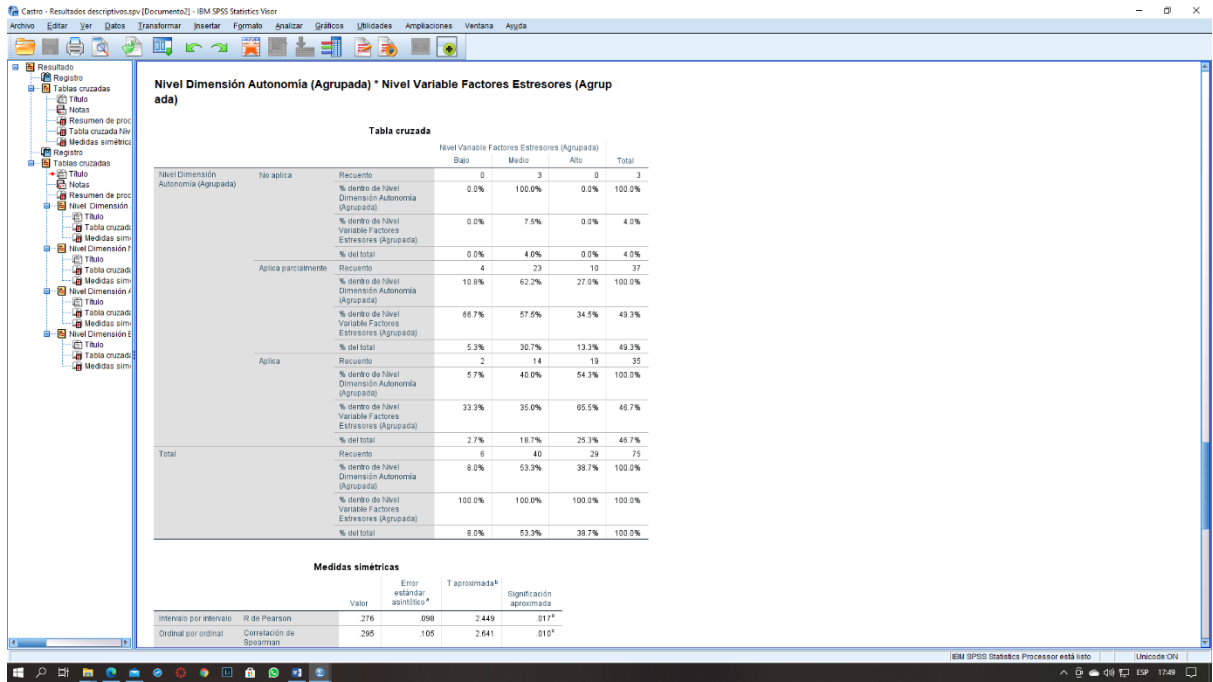 Castro - Resultados descriptivos.spv [Documento2] - IBM SPSS Statistics Visor
Archivo Editar Ver Datos Transformar Insertar Formato Analizar Gráficos Utilidades Ampliaciones Ventana Ayuda
Resultado
Registro
Tablas cruzadas
Título
Notas
Resumen de proc
Tabla cruzada Niv
Medidas simétrica
Registro
Tablas cruzadas
Título
Notas
Resumen de proc
Nivel Dimensión
Título
Tabla cruzada
Medidas sim
Nivel Dimensión
Título
Tabla cruzada
Medidas sim
Nivel Dimensión
Título
Tabla cruzada
Medidas sim
Nivel Dimensión E
Título
Tabla cruzada
Medidas sim
Nivel Dimensión Autonomía (Agrupada) * Nivel Variable Factores Estresores (Agrup
ada)
Tabla cruzada
Nivel Variable Factores Estresores (Agrupada)
Bajo Medio Alto Total
Nivel Dimensión Autonomía (Agrupada) No aplica Recuento 0 3 0 3
% dentro de Nivel Dimensión Autonomía (Agrupada) 0.0% 100.0% 0.0% 100.0%
% dentro de Nivel Variable Factores Estresores (Agrupada) 0.0% 7.5% 0.0% 4.0%
% del total 0.0% 4.0% 0.0% 4.0%
Aplica parcialmente Recuento 4 23 10 37
% dentro de Nivel Dimensión Autonomía (Agrupada) 10.8% 62.2% 27.0% 100.0%
% dentro de Nivel Variable Factores Estresores (Agrupada) 66.7% 57.5% 34.5% 49.3%
% del total 5.3% 30.7% 13.3% 49.3%
Aplica Recuento 2 14 19 35
% dentro de Nivel Dimensión Autonomía (Agrupada) 5.7% 40.0% 54.3% 100.0%
% dentro de Nivel Variable Factores Estresores (Agrupada) 33.3% 35.0% 65.5% 46.7%
% del total 2.7% 18.7% 25.3% 46.7%
Total Recuento 6 40 29 75
% dentro de Nivel Dimensión Autonomía (Agrupada) 8.0% 53.3% 38.7% 100.0%
% dentro de Nivel Variable Factores Estresores (Agrupada) 100.0% 100.0% 100.0% 100.0%
% del total 8.0% 53.3% 38.7% 100.0%
Medidas simétricas
Valor Error estándar asintótico a T aproximada b Significación aproximada
Intervalo por intervalo R de Pearson .276 .098 2.449 .017 c
Ordinal por ordinal Correlación de Spearman .295 .105 2.641 .010 c
IBM SPSS Statistics Processor está listo Unicode:ON
ESP 17:49